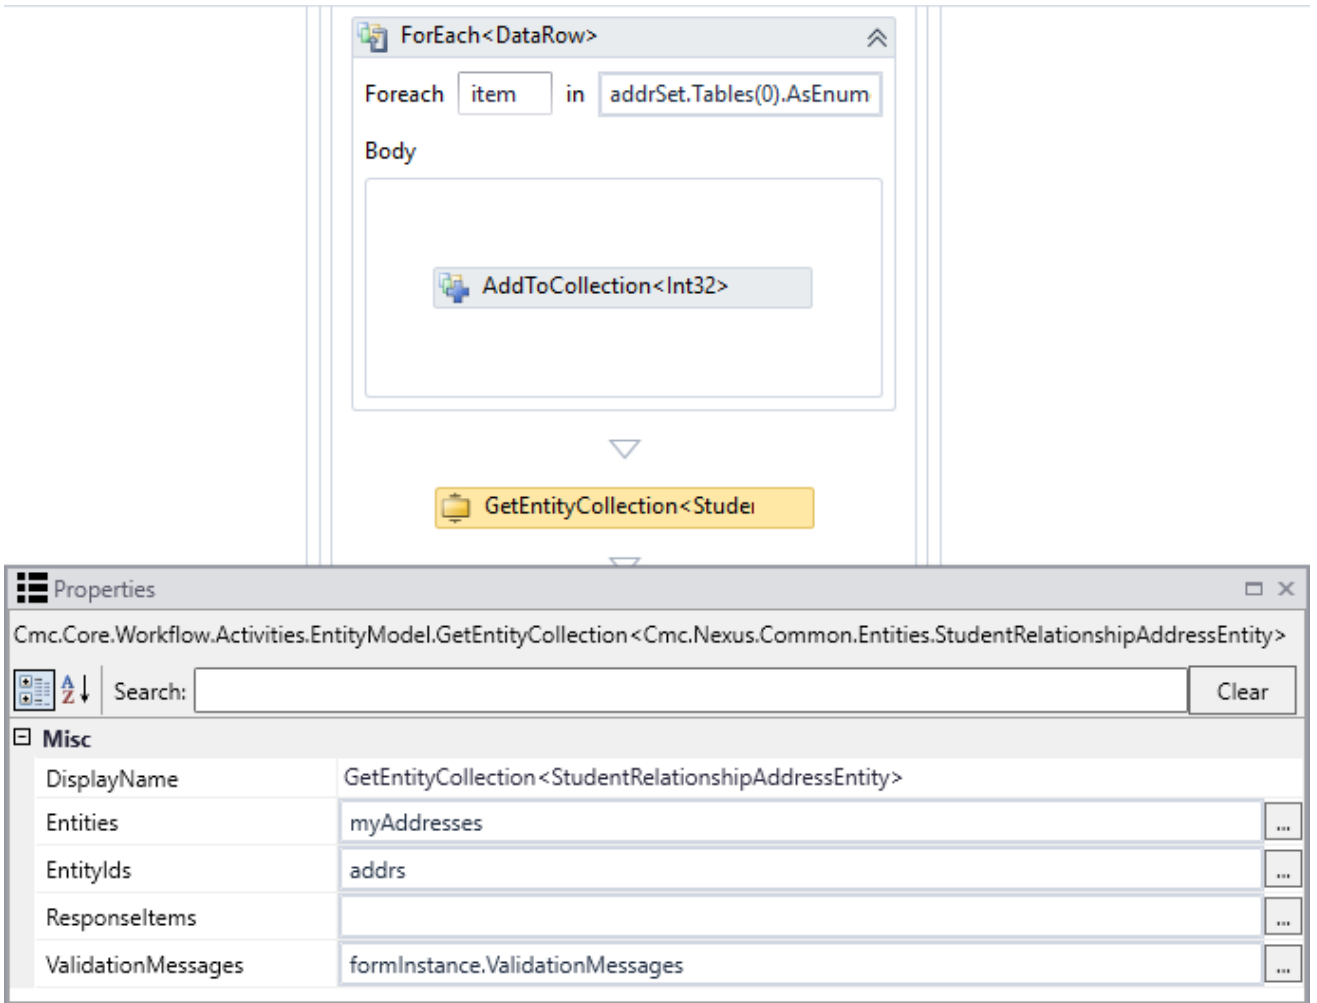 ForEach<DataRow>
Foreach item in addrSet.Tables(0).AsEnum
Body
AddToCollection<Int32>
GetEntityCollection<Studer
Properties
Cmc.Core.Workflow.Activities.EntityModel.GetEntityCollection<Cmc.Nexus.Common.Entities.StudentRelationshipAddressEntity>
Search: Clear
Misc
DisplayName GetEntityCollection<StudentRelationshipAddressEntity>
Entities myAddresses ...
EntityIds addrs ...
ResponseItems ...
ValidationMessages formInstance.ValidationMessages ...